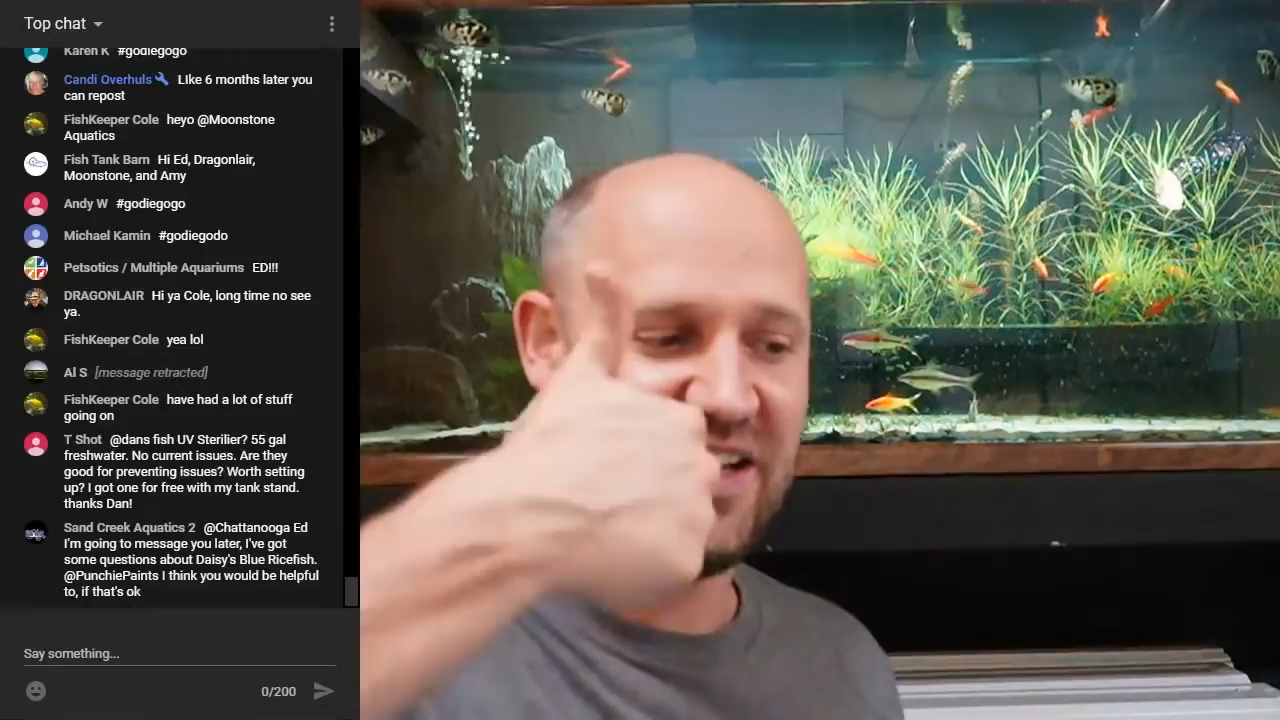 Top chat
Karen K #godiegogo
Candi Overhuls LIke 6 months later you
can repost
FishKeeper Cole heyo @Moonstone
Aquatics
Fish Tank Barn Hi Ed, Dragonlair,
Moonstone, and Amy
Andy W #godiegogo
Michael Kamin #godiegodo
Petsotics / Multiple Aquariums ED!!!
DRAGONLAIR Hi ya Cole, long time no see
ya.
FishKeeper Cole yea lol
Al S [message retracted]
FishKeeper Cole have had a lot of stuff
going on
T Shot @dans fish UV Sterilier? 55 gal
freshwater. No current issues. Are they
good for preventing issues? Worth setting
up? I got one for free with my tank stand.
thanks Dan!
Sand Creek Aquatics 2 @Chattanooga Ed
I'm going to message you later, I've got
some questions about Daisy's Blue Ricefish.
@PunchiePaints I think you would be helpful
to, if that's ok
Say something...
0/200